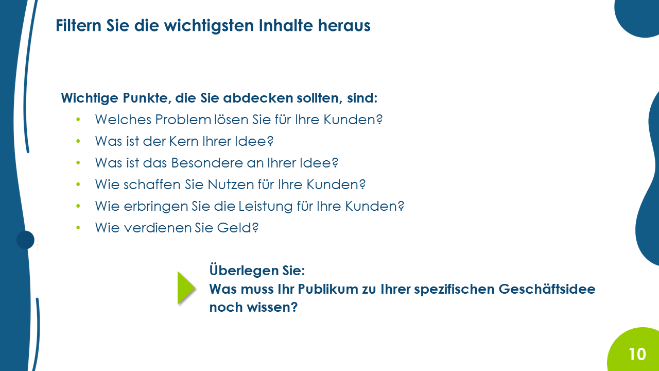 Filtern Sie die wichtigsten Inhalte heraus
Wichtige Punkte, die Sie abdecken sollten, sind:
• Welches Problem lösen Sie für Ihre Kunden?
• Was ist der Kern Ihrer Idee?
• Was ist das Besondere an Ihrer Idee?
• Wie schaffen Sie Nutzen für Ihre Kunden?
• Wie erbringen Sie die Leistung für Ihre Kunden?
• Wie verdienen Sie Geld?
Überlegen Sie:
Was muss Ihr Publikum zu Ihrer spezifischen Geschäftsidee
noch wissen?
10